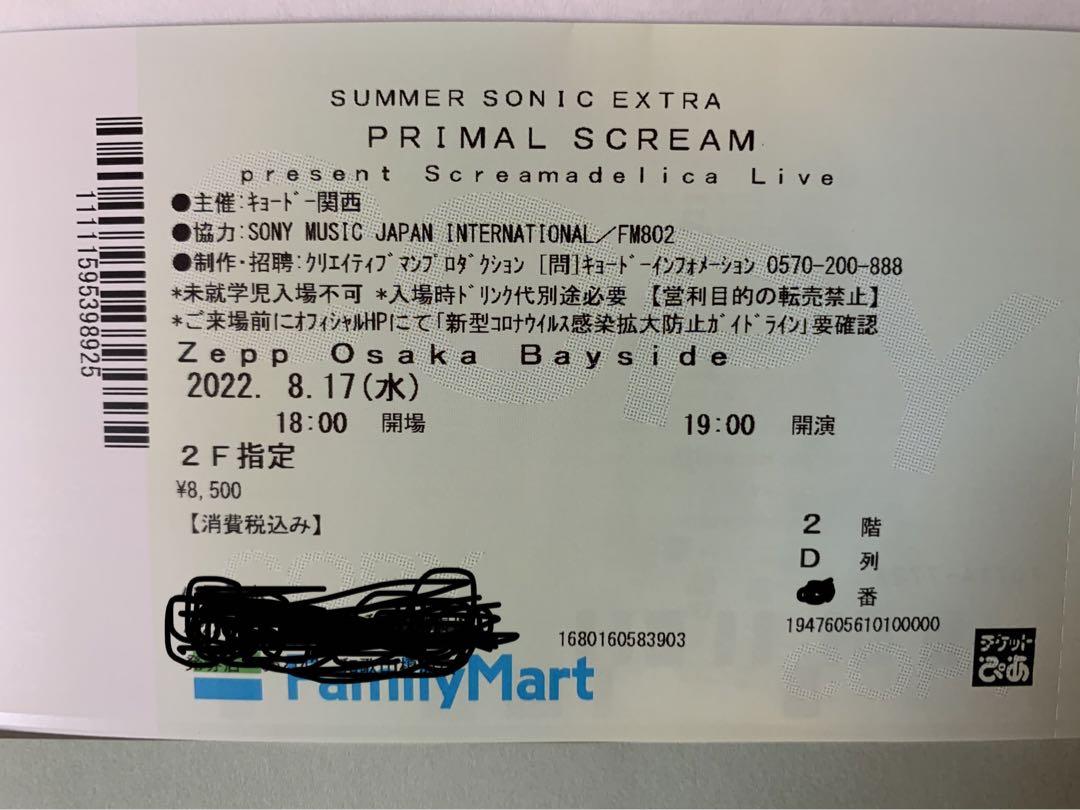 SUMMER SONIC EXTRA
PRIMAL SCREAM
present Screamadelica Live
●主催:ｷｮｰﾄﾞｰ関西
●協力:SONY MUSIC JAPAN INTERNATIONAL／FM802
●制作・招聘:ｸﾘｴｲﾃｨﾌﾞﾏﾝﾌﾟﾛﾀﾞｸｼｮﾝ [問]ｷｮｰﾄﾞｰｲﾝﾌｫﾒｰｼｮﾝ 0570-200-888
*未就学児入場不可 *入場時ﾄﾞﾘﾝｸ代別途必要 【営利目的の転売禁止】
*ご来場前にｵﾌｨｼｬﾙHPにて｢新型ｺﾛﾅｳｲﾙｽ感染拡大防止ｶﾞｲﾄﾞﾗｲﾝ｣要確認
Zepp Osaka Bayside
2022. 8.17(水)
18:00 開場 19:00 開演
２Ｆ指定
¥8,500
【消費税込み】
2 階
D 列
番
1680160583903
1947605610100000
FamilyMart
チケットぴあ
11111595398925
COPY
COPY
COPY